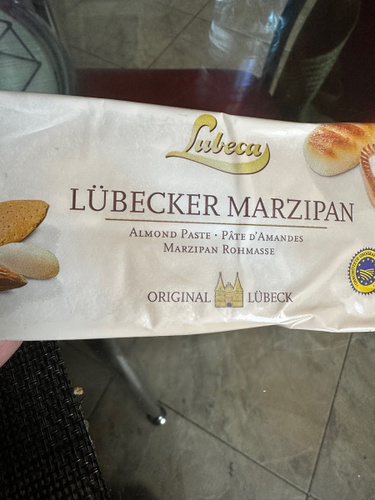 Lubeca
LÜBECKER MARZIPAN
ALMOND PASTE • PÂTE D'AMANDES
MARZIPAN ROHMASSE
ORIGINAL LÜBECK